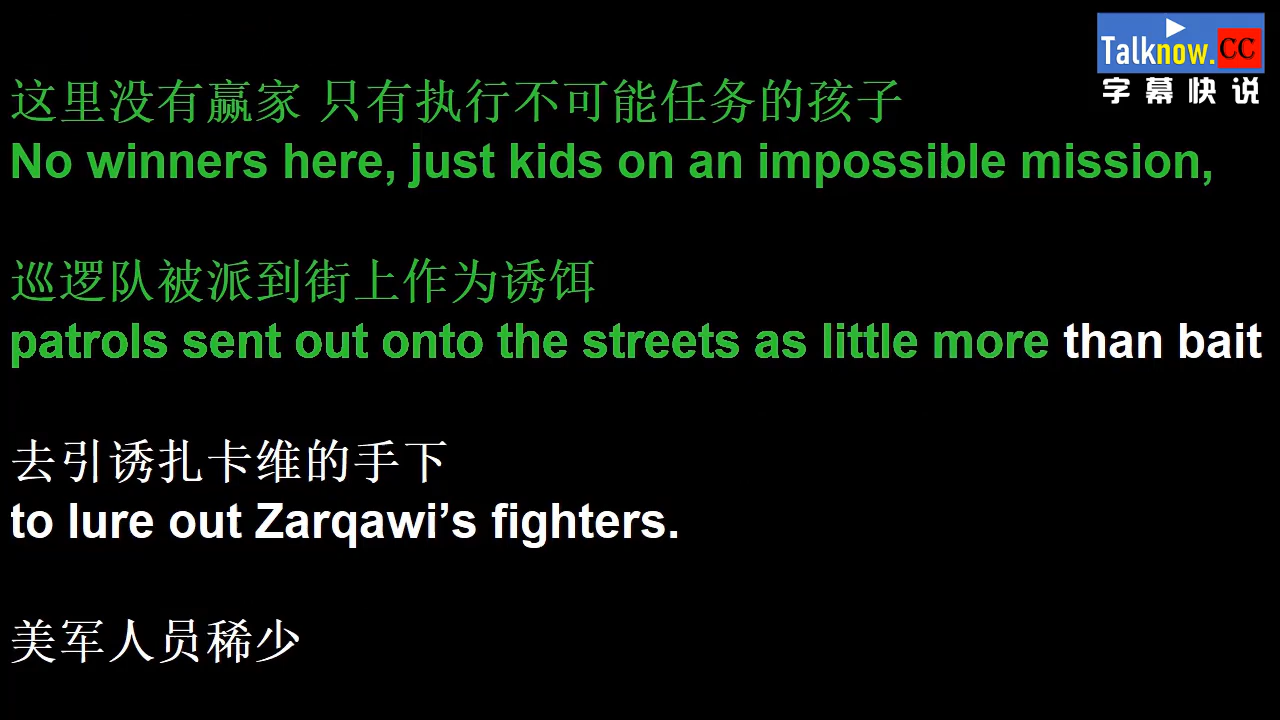 Talknow.CC
字幕快说
这里没有赢家 只有执行不可能任务的孩子
No winners here, just kids on an impossible mission,
巡逻队被派到街上作为诱饵
patrols sent out onto the streets as little more than bait
去引诱扎卡维的手下
to lure out Zarqawi’s fighters.
美军人员稀少